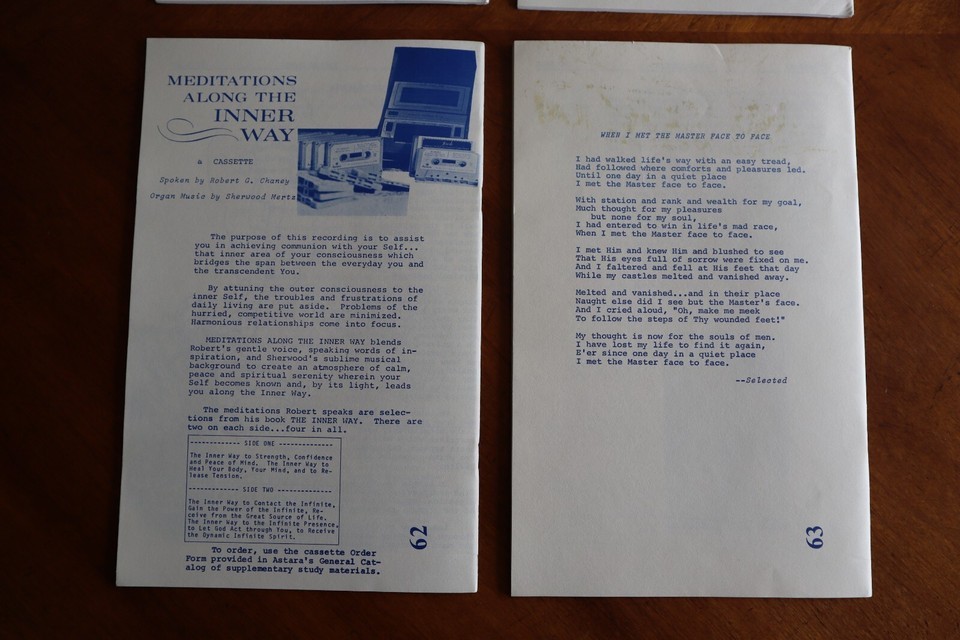 MEDITATIONS
ALONG THE
INNER
WAY
a CASSETTE
Spoken by Robert G. Chaney
Organ Music by Sherwood Mertz
The purpose of this recording is to assist
you in achieving communion with your Self...
that inner area of your consciousness which
bridges the span between the everyday you and
the transcendent You.
By attuning the outer consciousness to the
inner Self, the troubles and frustrations of
daily living are put aside. Problems of the
hurried, competitive world are minimized.
Harmonious relationships come into focus.
MEDITATIONS ALONG THE INNER WAY blends
Robert's gentle voice, speaking words of in-
spiration, and Sherwood's sublime musical
background to create an atmosphere of calm,
peace and spiritual serenity wherein your
Self becomes known and, by its light, leads
you along the Inner Way.
The meditations Robert speaks are selec-
tions from his book THE INNER WAY. There are
two on each side...four in all.
------------- SIDE ONE -------------
The Inner Way to Strength, Confidence
and Peace of Mind. The Inner Way to
Heal Your Body, Your Mind, and to Re-
lease Tension.
------------- SIDE TWO -------------
The Inner Way to Contact the Infinite,
Gain the Power of the Infinite, Re-
ceive from the Great Source of Life.
The Inner Way to the Infinite Presence,
to Let God Act through You, to Receive
the Dynamic Infinite Spirit.
To order, use the cassette Order
Form provided in Astara's General Cat-
alog of supplementary study materials.
62
WHEN I MET THE MASTER FACE TO FACE
I had walked life's way with an easy tread,
Had followed where comforts and pleasures led.
Until one day in a quiet place
I met the Master face to face.
With station and rank and wealth for my goal,
Much thought for my pleasures
but none for my soul,
I had entered to win in life's mad race,
When I met the Master face to face.
I met Him and knew Him and blushed to see
That His eyes full of sorrow were fixed on me.
And I faltered and fell at His feet that day
While my castles melted and vanished away.
Melted and vanished...and in their place
Naught else did I see but the Master's face.
And I cried aloud, "Oh, make me meek
To follow the steps of Thy wounded feet!"
My thought is now for the souls of men.
I have lost my life to find it again,
E'er since one day in a quiet place
I met the Master face to face.
--Selected
63